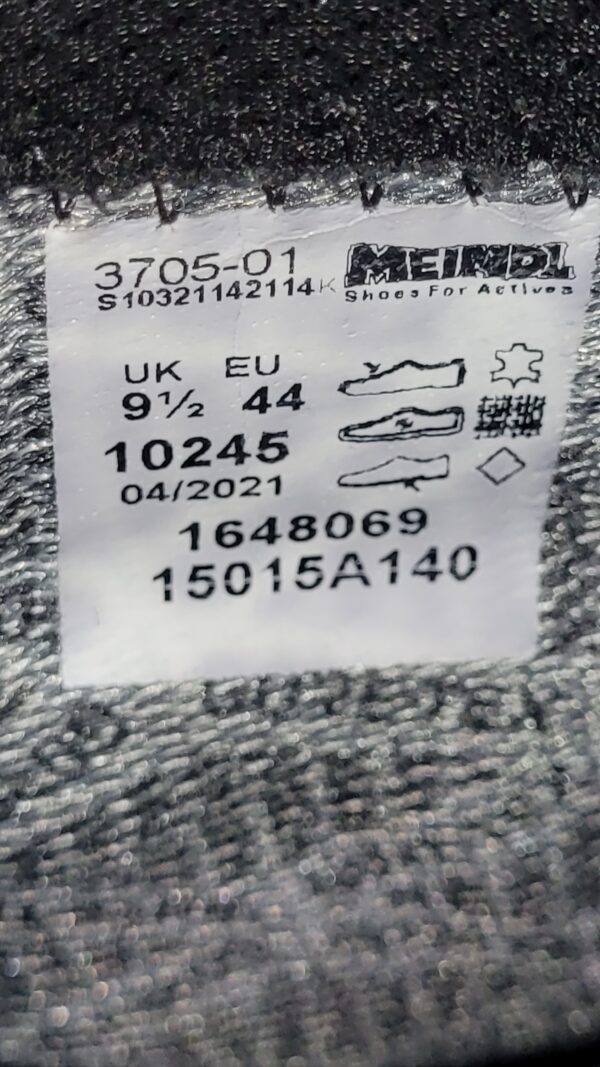 3705-01 MEINDL
S10321142114K Shoes For Actives
UK EU
9½ 44
10245
04/2021
1648069
15015A140